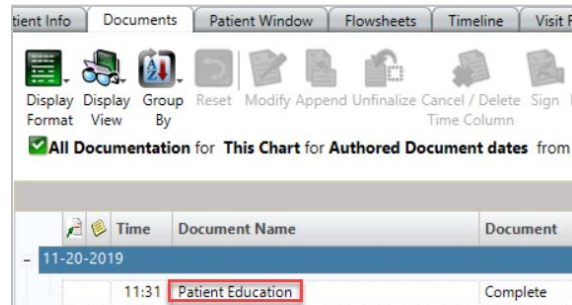 tient Info Documents Patient Window Flowsheets Timeline Visit
Display Display Group Reset Modify Append Unfinalize Cancel / Delete Sign
Format View By Time Column
All Documentation for This Chart for Authored Document dates from
Time Document Name Document
11-20-2019
11:31 Patient Education Complete